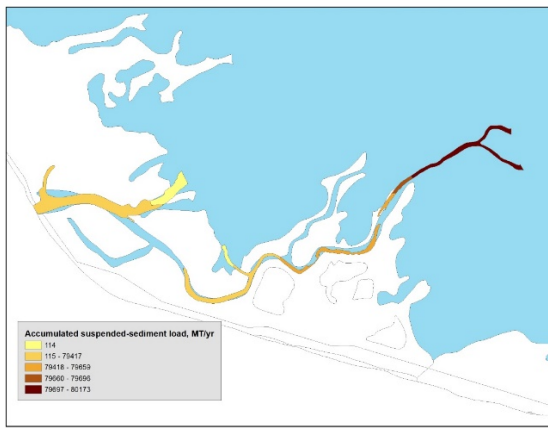 Accumulated suspended-sediment load, MT/yr
114
115 - 79417
79418 - 79659
79660 - 79696
79697 - 80173